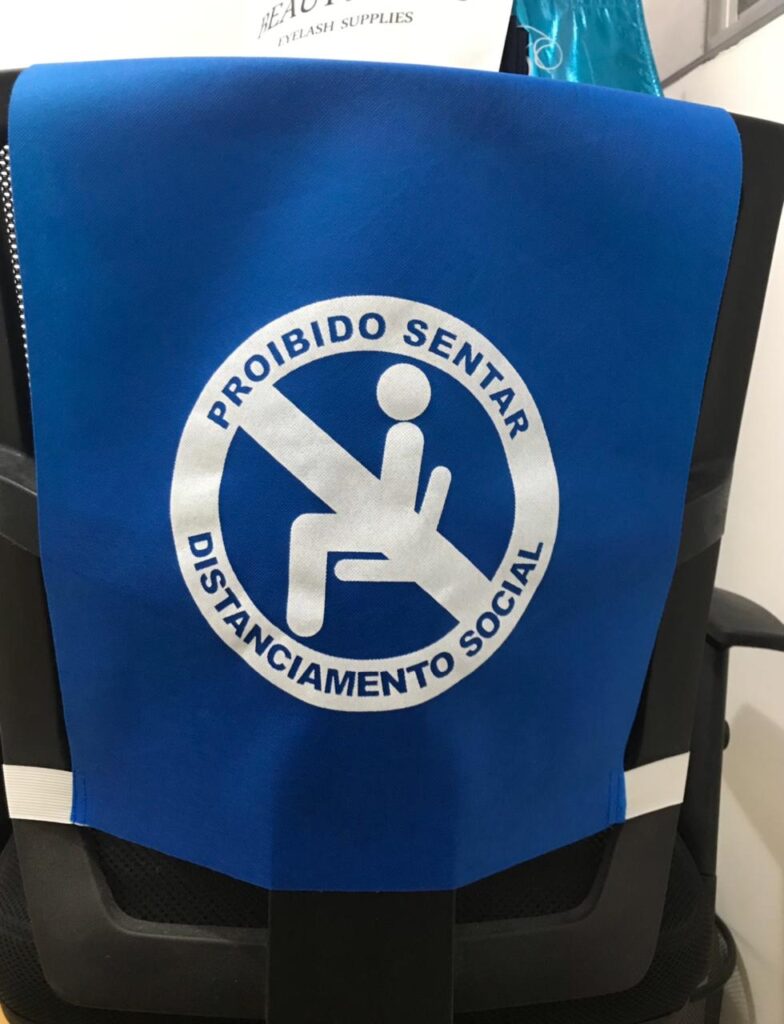 EYELASH SUPPLIES
PROIBIDO SENTAR
DISTANCIAMENTO SOCIAL